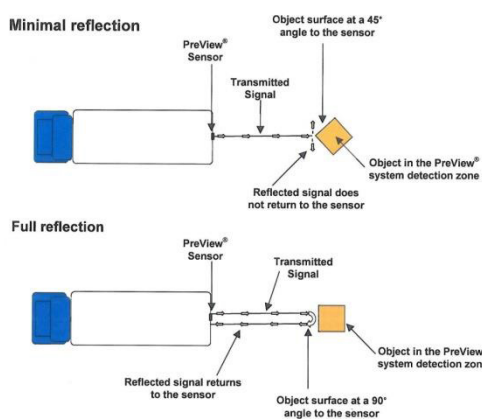 Minimal reflection
Object surface at a 45°
angle to the sensor
PreView®
Sensor
Transmitted
Signal
Object in the PreView®
system detection zone
Reflected signal does
not return to the sensor
Full reflection
PreView®
Sensor
Transmitted
Signal
Object in the PreView
system detection zone
Reflected signal returns
to the sensor
Object surface at a 90°
angle to the sensor